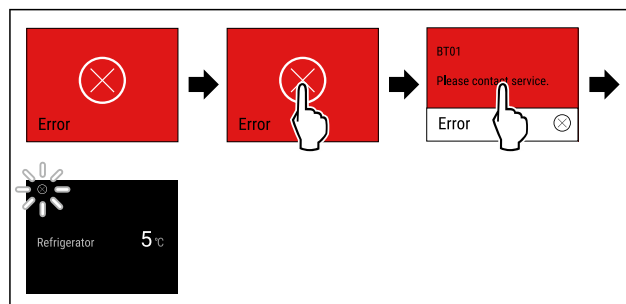 Error
Error
BT01
Please contact service.
Error
Refrigerator 5 °C